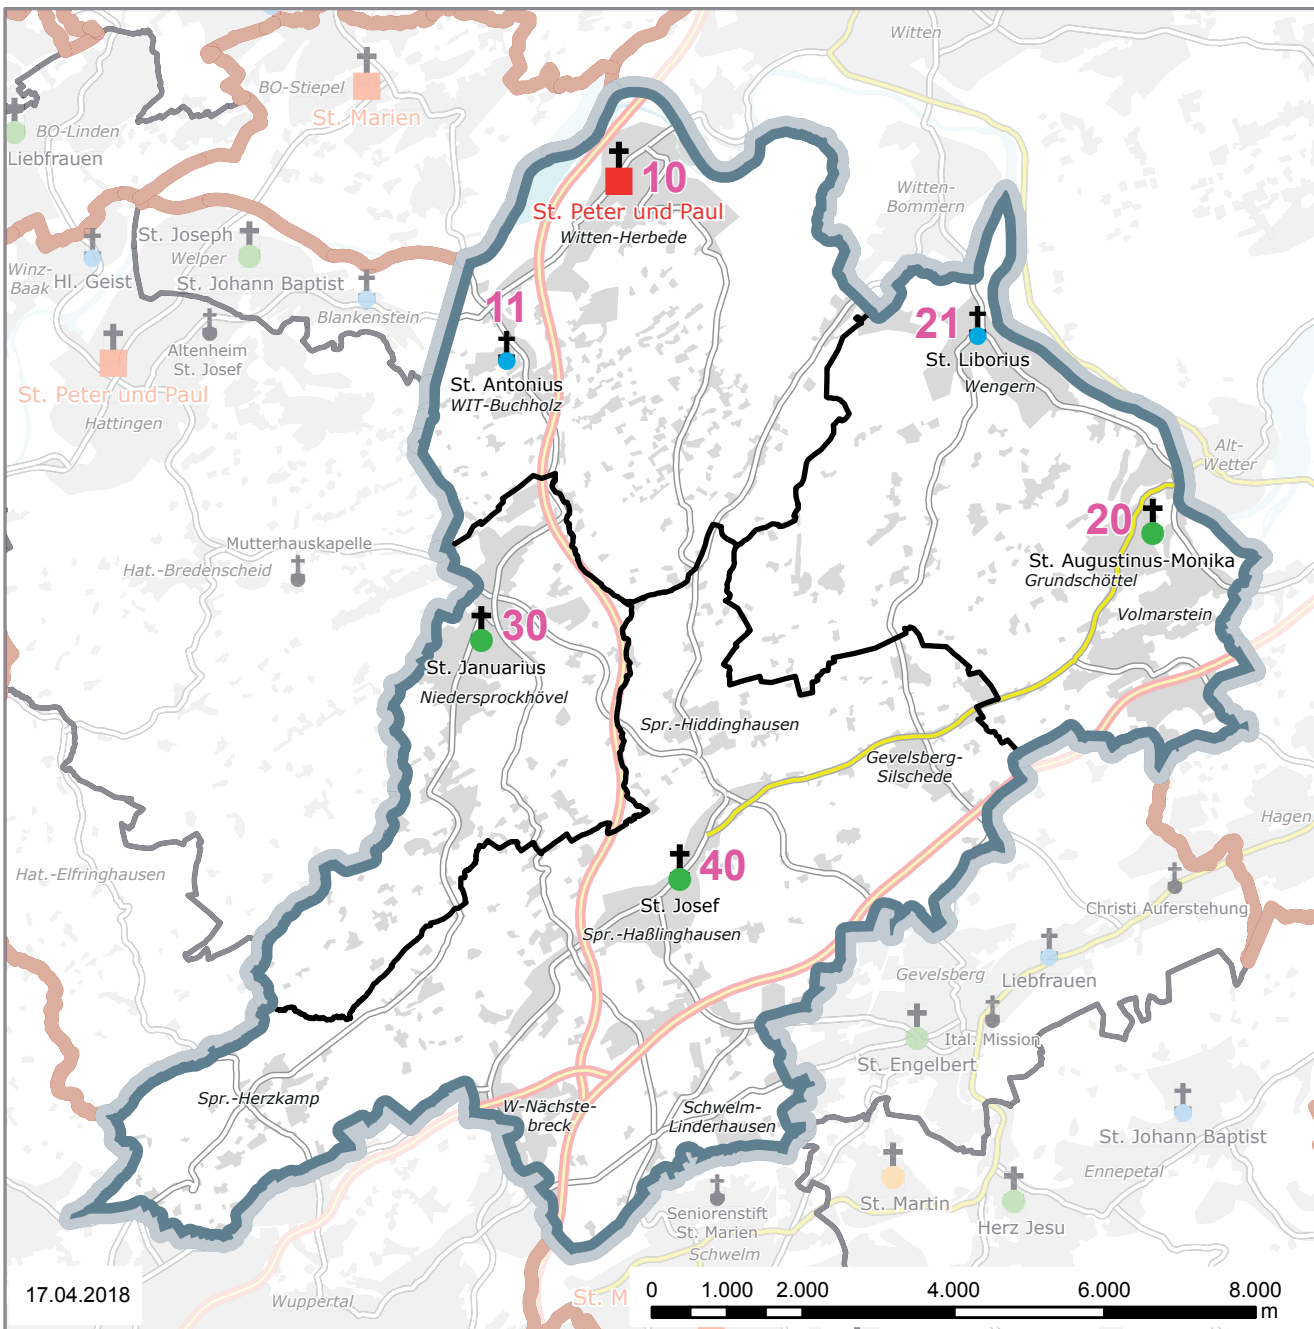 Witten
BO-Stiepel
St. Marien
BO-Linden
Liebfrauen
10
St. Peter und Paul
Witten-Herbede
Witten-
Bommern
St. Joseph
Welper
Winz-
Baak
Hl. Geist
St. Johann Baptist
Blankenstein
11
St. Antonius
WIT-Buchholz
21
St. Liborius
Wengern
Altenheim
St. Josef
St. Peter und Paul
Hattingen
Alt-
Wetter
20
St. Augustinus-Monika
Grundschöttel
Volmarstein
Mutterhauskapelle
Hat.-Bredenscheid
30
St. Januarius
Niedersprockhövel
Spr.-Hiddinghausen
Gevelsberg-
Silschede
Hagen
40
St. Josef
Spr.-Haßlinghausen
Hat.-Elfringhausen
Christi Auferstehung
Gevelsberg
Liebfrauen
Ital. Mission
St. Engelbert
Spr.-Herzkamp
W-Nächste-
breck
Schwelm-
Linderhausen
St. Johann Baptist
Ennepetal
St. Martin
Herz Jesu
Seniorenstift
St. Marien
Schwelm
Wuppertal
St. M
17.04.2018
0 1.000 2.000 4.000 6.000 8.000
m